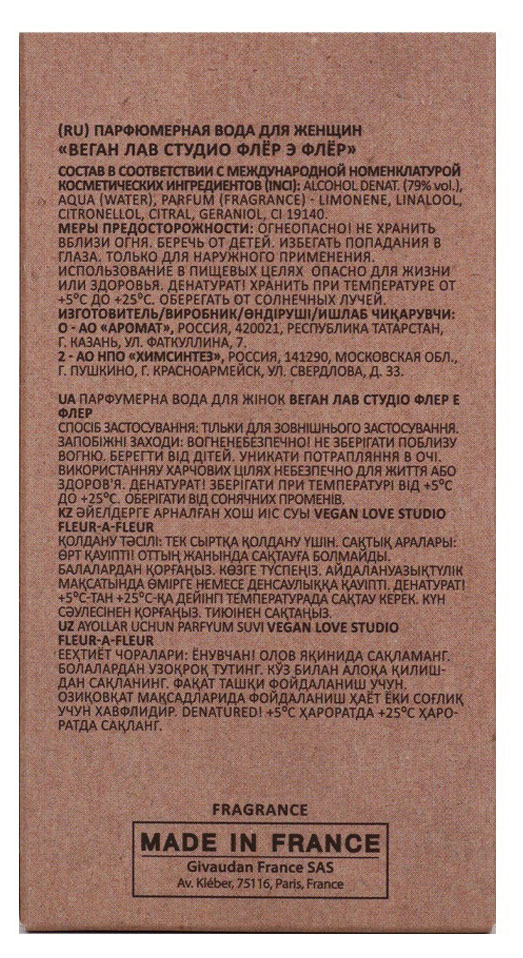 (RU) ПАРФЮМЕРНАЯ ВОДА ДЛЯ ЖЕНЩИН
«ВЕГАН ЛАВ СТУДИО ФЛЁР Э ФЛЁР»
СОСТАВ В СООТВЕТСТВИИ С МЕЖДУНАРОДНОЙ НОМЕНКЛАТУРОЙ
КОСМЕТИЧЕСКИХ ИНГРЕДИЕНТОВ (INCI): ALCOHOL DENAT. (79% vol.),
AQUA (WATER), PARFUM (FRAGRANCE) - LIMONENE, LINALOOL,
CITRONELLOL, CITRAL, GERANIOL, CI 19140.
МЕРЫ ПРЕДОСТОРОЖНОСТИ: ОГНЕОПАСНО! НЕ ХРАНИТЬ
ВБЛИЗИ ОГНЯ. БЕРЕЧЬ ОТ ДЕТЕЙ. ИЗБЕГАТЬ ПОПАДАНИЯ В
ГЛАЗА. ТОЛЬКО ДЛЯ НАРУЖНОГО ПРИМЕНЕНИЯ.
ИСПОЛЬЗОВАНИЕ В ПИЩЕВЫХ ЦЕЛЯХ ОПАСНО ДЛЯ ЖИЗНИ
ИЛИ ЗДОРОВЬЯ. ДЕНАТУРАТ! ХРАНИТЬ ПРИ ТЕМПЕРАТУРЕ ОТ
+5°C ДО +25°C. ОБЕРЕГАТЬ ОТ СОЛНЕЧНЫХ ЛУЧЕЙ.
ИЗГОТОВИТЕЛЬ/ВИРОБНИК/ӨНДІРУШІ/ИШЛАБ ЧИҚАРУВЧИ:
О - АО «АРОМАТ», РОССИЯ, 420021, РЕСПУБЛИКА ТАТАРСТАН,
Г. КАЗАНЬ, УЛ. ФАТКУЛЛИНА, 7.
2 - АО НПО «ХИМСИНТЕЗ», РОССИЯ, 141290, МОСКОВСКАЯ ОБЛ.,
Г. ПУШКИНО, Г. КРАСНОАРМЕЙСК, УЛ. СВЕРДЛОВА, Д. 33.
UA ПАРФУМЕРНА ВОДА ДЛЯ ЖІНОК ВЕГАН ЛАВ СТУДІО ФЛЕР Е
ФЛЕР
СПОСІБ ЗАСТОСУВАННЯ: ТІЛЬКИ ДЛЯ ЗОВНІШНЬОГО ЗАСТОСУВАННЯ.
ЗАПОБІЖНІ ЗАХОДИ: ВОГНЕНЕБЕЗПЕЧНО! НЕ ЗБЕРІГАТИ ПОБЛИЗУ
ВОГНЮ. БЕРЕГТИ ВІД ДІТЕЙ. УНИКАТИ ПОТРАПЛЯННЯ В ОЧІ.
ВИКОРИСТАННЯУ ХАРЧОВИХ ЦІЛЯХ НЕБЕЗПЕЧНО ДЛЯ ЖИТТЯ АБО
ЗДОРОВ'Я. ДЕНАТУРАТ! ЗБЕРІГАТИ ПРИ ТЕМПЕРАТУРІ ВІД +5°C
ДО +25°C. ОБЕРІГАТИ ВІД СОНЯЧНИХ ПРОМЕНІВ.
KZ ӘЙЕЛДЕРГЕ АРНАЛҒАН ХОШ ИІС СУЫ VEGAN LOVE STUDIO
FLEUR-A-FLEUR
ҚОЛДАНУ ТӘСІЛІ: ТЕК СЫРТҚА ҚОЛДАНУ ҮШІН. САҚТЫҚ АРАЛАРЫ:
ӨРТ ҚАУІПТІ! ОТТЫҢ ЖАНЫНДА САҚТАУҒА БОЛМАЙДЫ.
БАЛАЛАРДАН ҚОРҒАҢЫЗ. КӨЗГЕ ТҮСПЕҢІЗ. АЙДАЛАНУАЗЫҚТҮЛІК
МАҚСАТЫНДА ӨМІРГЕ НЕМЕСЕ ДЕНСАУЛЫҚҚА ҚАУІПТІ. ДЕНАТУРАТ!
+5°C-ТАН +25°C-ҚА ДЕЙІНГІ ТЕМПЕРАТУРАДА САҚТАУ КЕРЕК. КҮН
СӘУЛЕСІНЕН ҚОРҒАҢЫЗ. ТИЮІНЕН САҚТАҢЫЗ.
UZ AYOLLAR UCHUN PARFYUM SUVI VEGAN LOVE STUDIO
FLEUR-A-FLEUR
ЕЕҲТИЁТ ЧОРАЛАРИ: ЁНУВЧАН! ОЛОВ ЯҚИНИДА САҚЛАМАНГ.
БОЛАЛАРДАН УЗОҚРОҚ ТУТИНГ. КЎЗ БИЛАН АЛОҚА ҚИЛИШ-
ДАН САҚЛАНИНГ. ФАҚАТ ТАШҚИ ФОЙДАЛАНИШ УЧУН.
ОЗИҚОВҚАТ МАҚСАДЛАРИДА ФОЙДАЛАНИШ ҲАЁТ ЁКИ СОҒЛИҚ
УЧУН ХАВФЛИДИР. DENATURED! +5°C ҲАРОРАТДА +25°C ҲАРО-
РАТДА САҚЛАНГ.
FRAGRANCE
MADE IN FRANCE
Givaudan France SAS
Av. Kléber, 75116, Paris, France